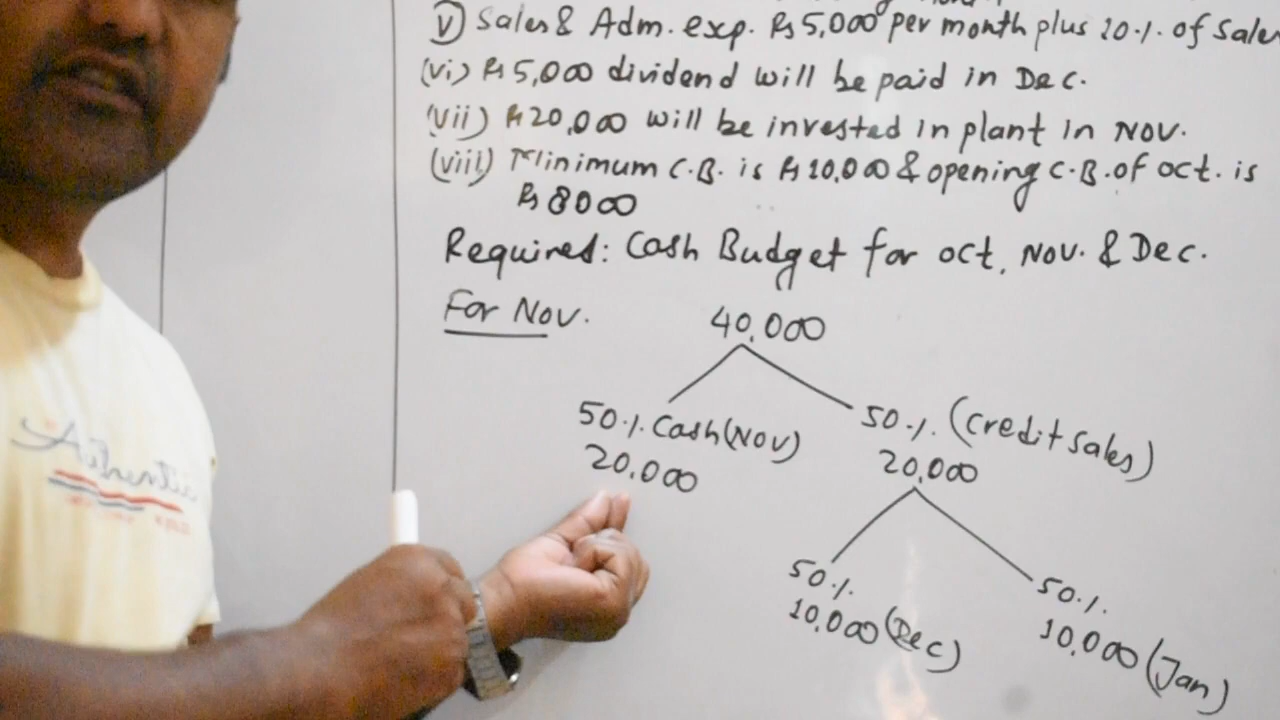 v) Sales & Adm. exp. Rs 5,000 per month plus 20%. of Sales
(vi) Rs 5,000 dividend will be paid in Dec.
(vii) Rs 20,000 will be invested in plant in Nov.
(viii) Minimum C.B. is Rs 10,000 & opening C.B. of oct. is
Rs 8000
Required: Cash Budget for oct, Nov. & Dec.
For Nov.
40,000
50%. Cash (Nov)
20,000
50%. (Credit Sales)
20,000
50%.
10,000 (Dec)
50%.
10,000 (Jan)